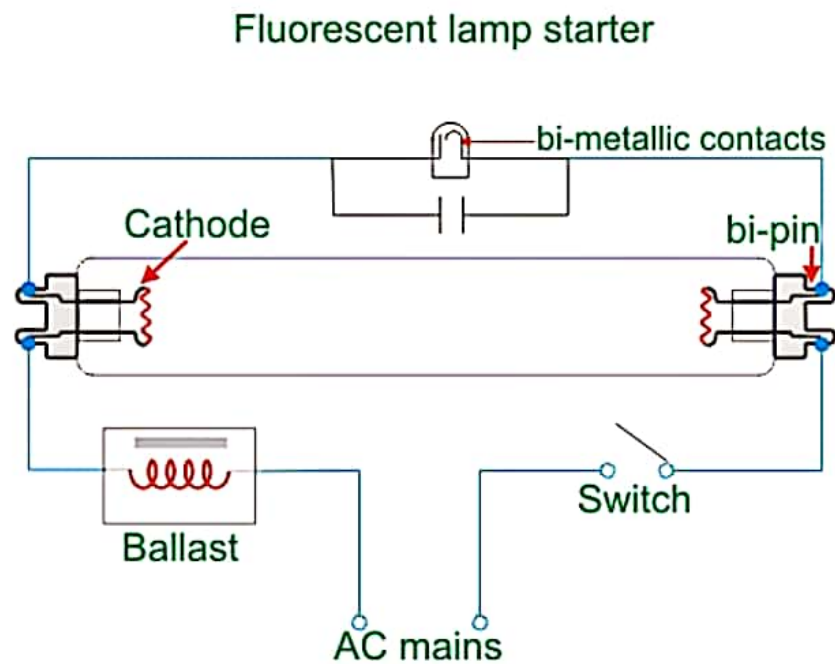 Fluorescent lamp starter
bi-metallic contacts
Cathode
bi-pin
Ballast
Switch
AC mains